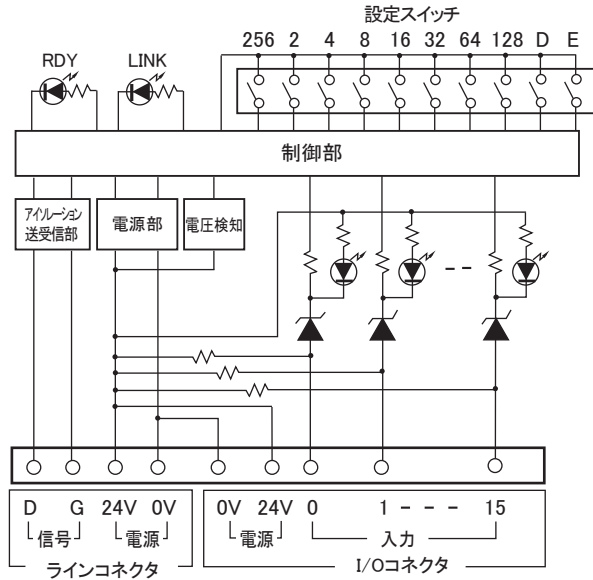 設定スイッチ
256 2 4 8 16 32 64 128 D E
RDY LINK
制御部
アイソレーション
送受信部
電源部
電圧検知
D G 24V 0V 0V 24V 0 1 - - - 15
信号 電源 電源 入力
ラインコネクタ I/Oコネクタ